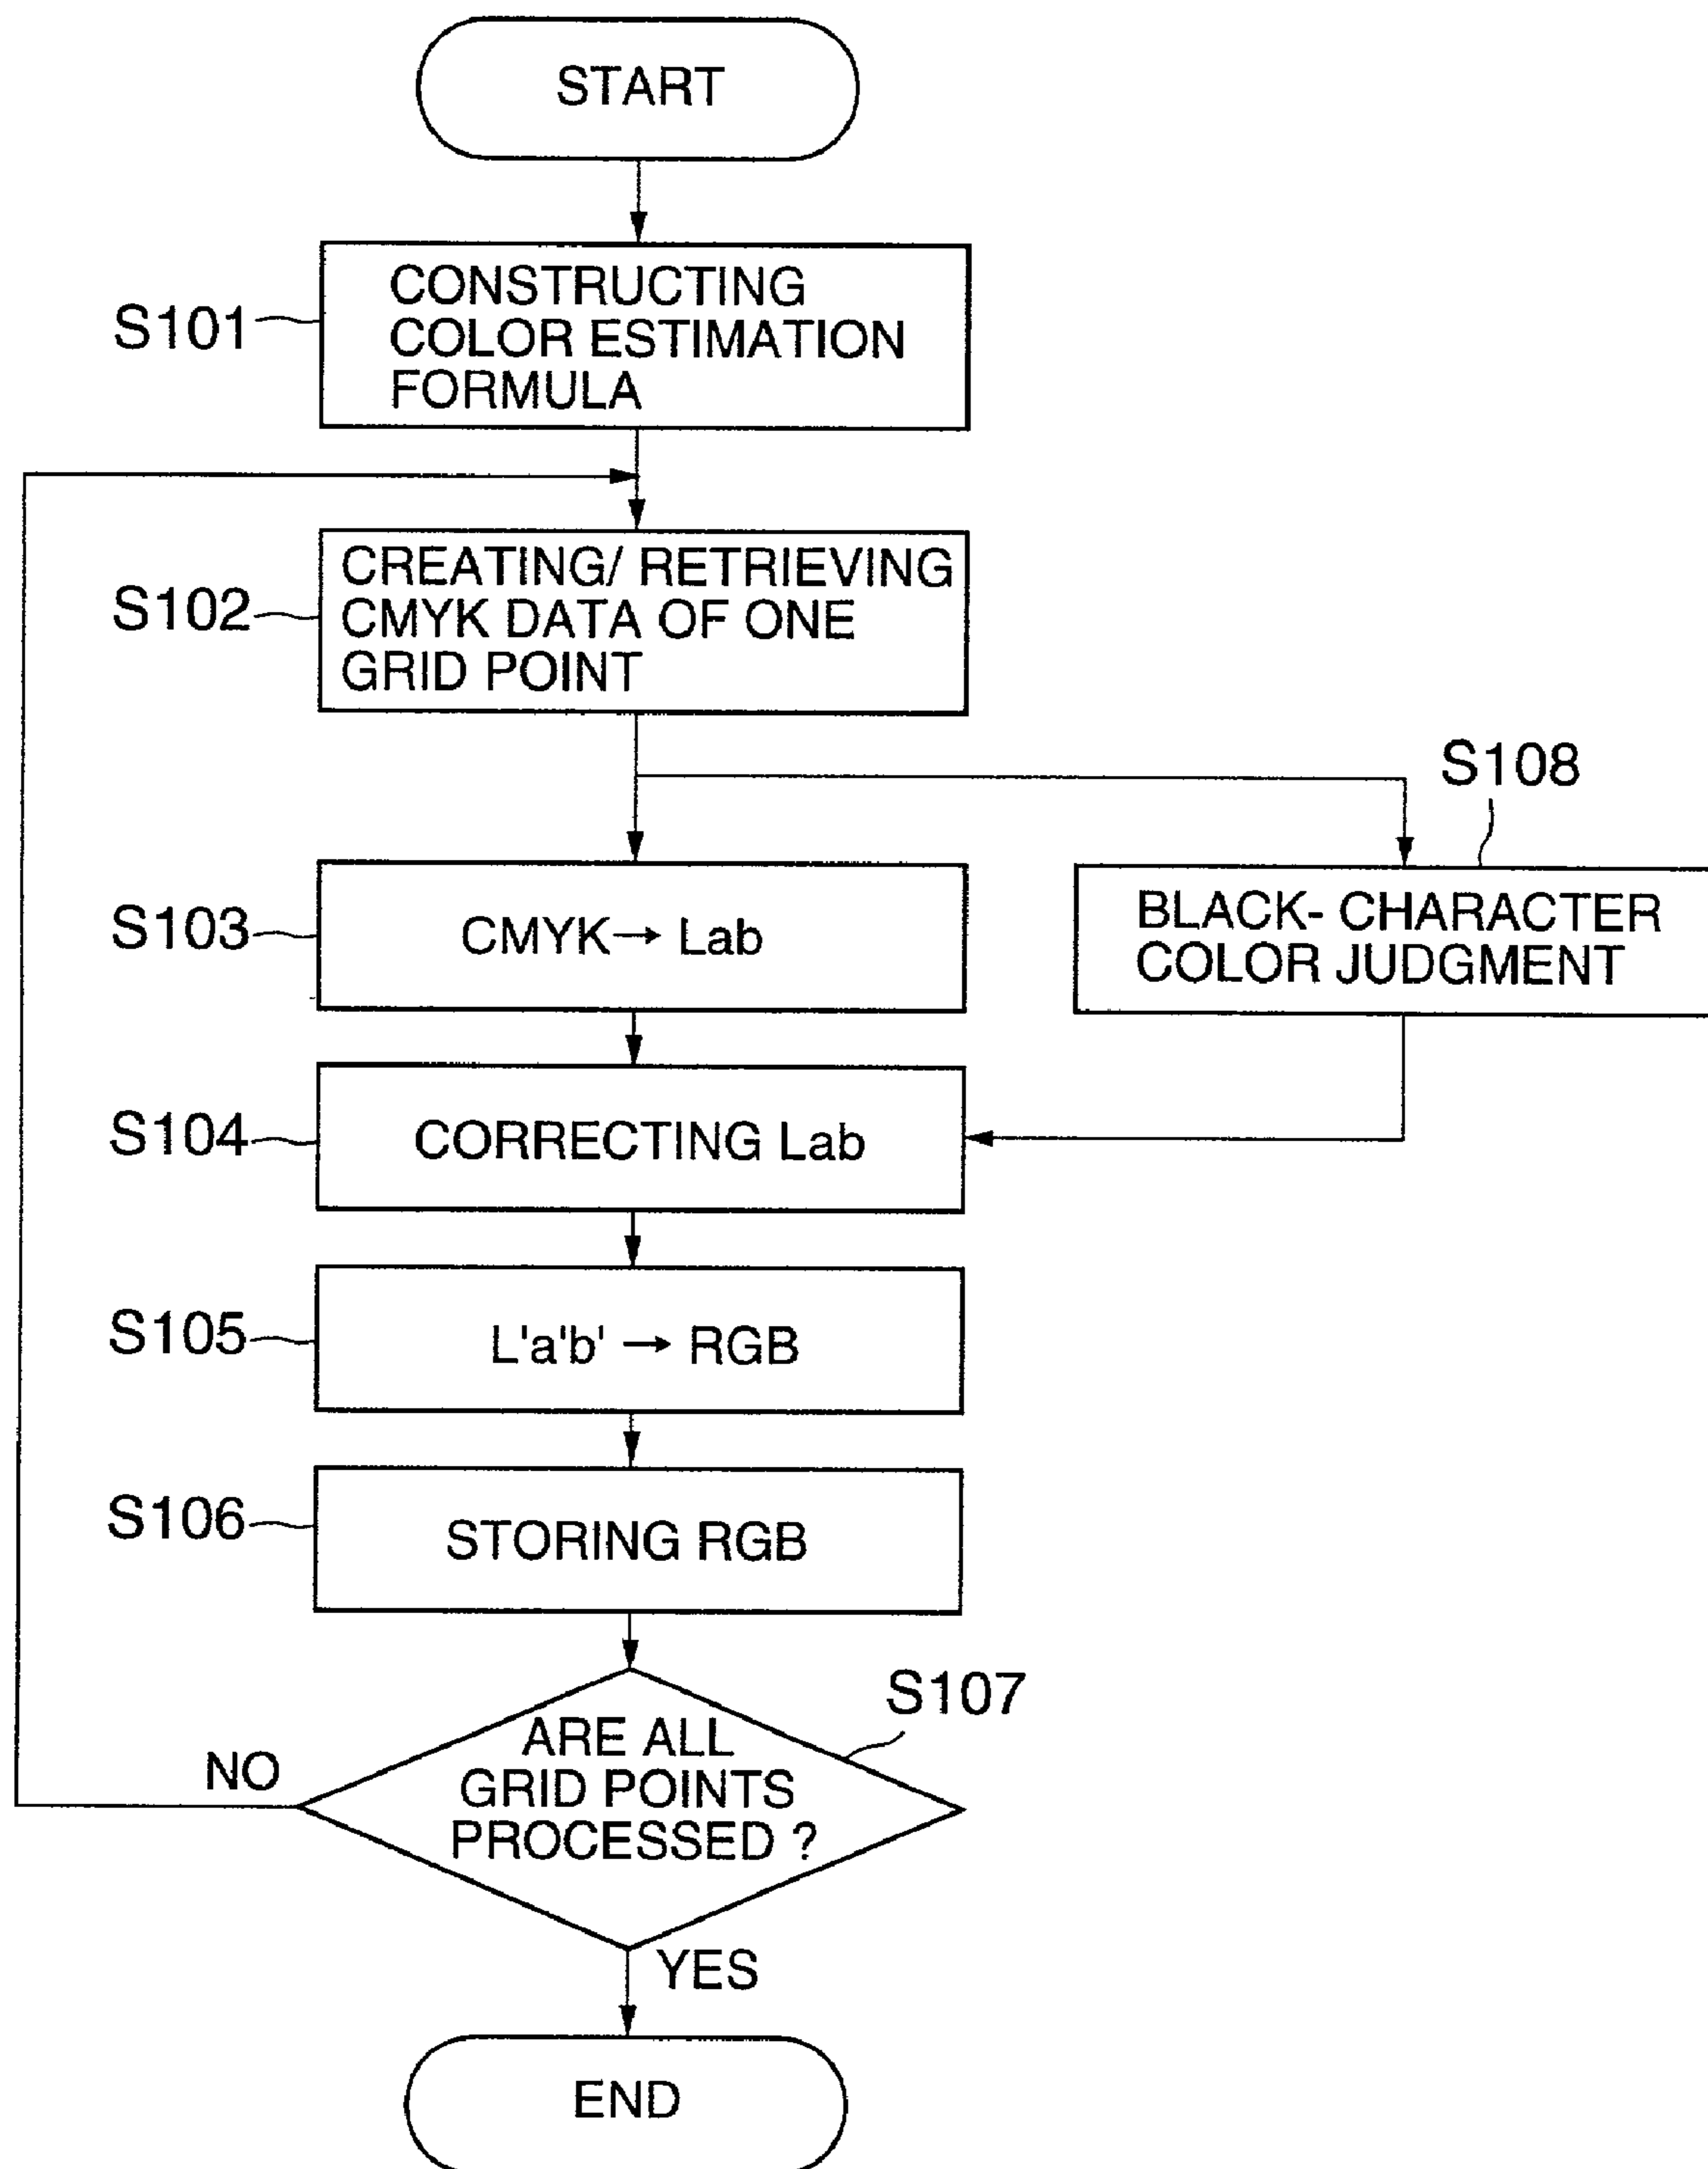 START
S101
CONSTRUCTING
COLOR ESTIMATION
FORMULA
S102
CREATING/ RETRIEVING
CMYK DATA OF ONE
GRID POINT
S108
S103
CMYK→ Lab
BLACK- CHARACTER
COLOR JUDGMENT
S104
CORRECTING Lab
S105
L'a'b' → RGB
S106
STORING RGB
S107
ARE ALL
GRID POINTS
PROCESSED ?
NO
YES
END